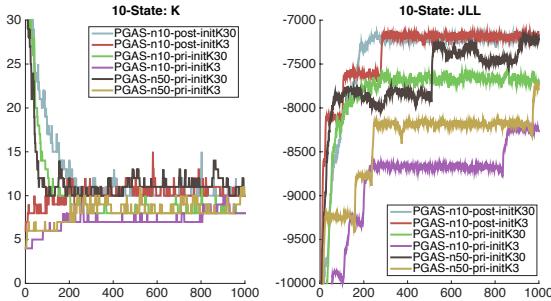 10-State: K
30
25
20
15
10
5
0
0 200 400 600 800 1000
PGAS-n10-post-initK30
PGAS-n10-post-initK3
PGAS-n10-pri-initK30
PGAS-n10-pri-initK3
PGAS-n50-pri-initK30
PGAS-n50-pri-initK3
10-State: JLL
-7000
-7500
-8000
-8500
-9000
-9500
-10000
0 200 400 600 800 1000
PGAS-n10-post-initK30
PGAS-n10-post-initK3
PGAS-n10-pri-initK30
PGAS-n10-pri-initK3
PGAS-n50-pri-initK30
PGAS-n50-pri-initK3